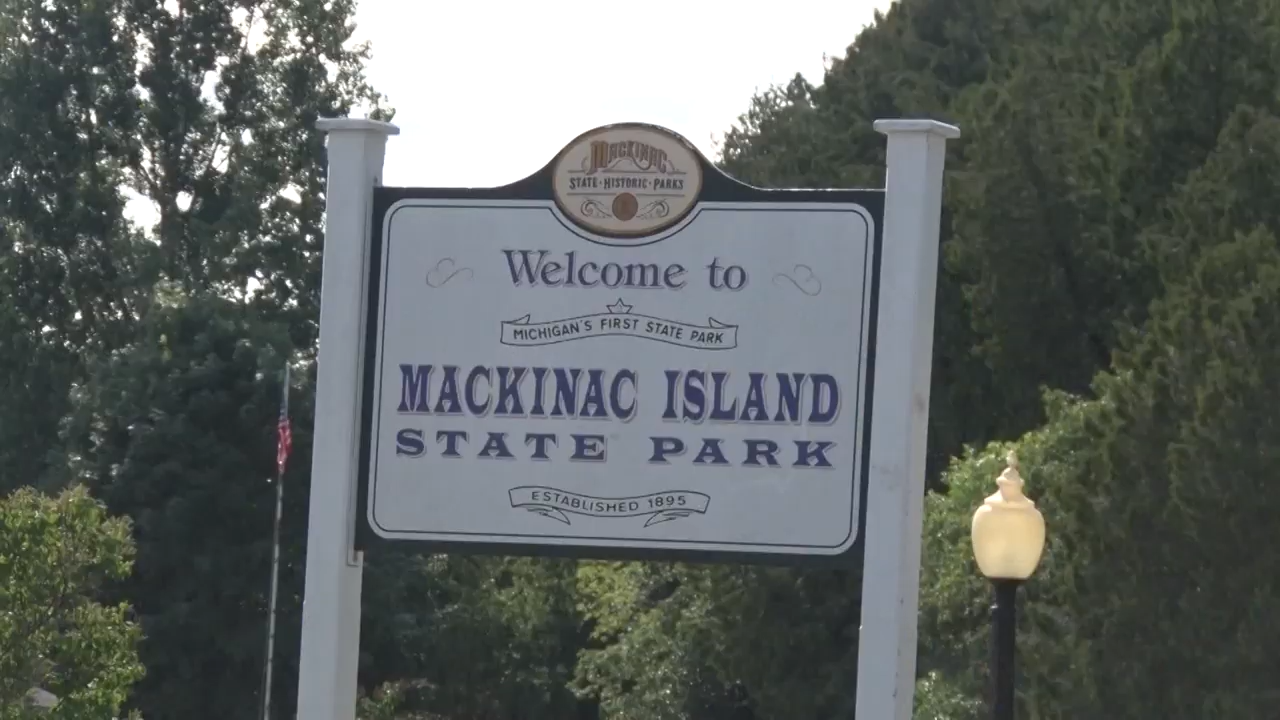 MACKINAC
STATE·HISTORIC·PARKS
Welcome to
MICHIGAN'S FIRST STATE PARK
MACKINAC ISLAND
STATE PARK
ESTABLISHED 1895